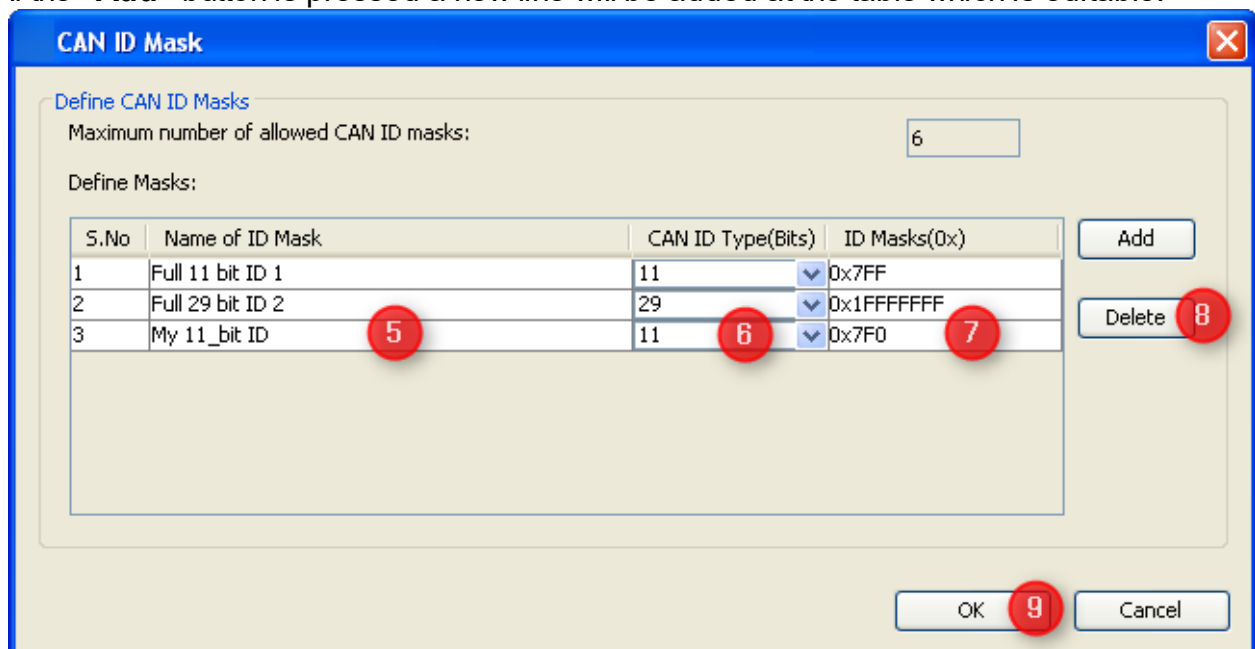 CAN ID Mask
Define CAN ID Masks
Maximum number of allowed CAN ID masks: 6
Define Masks:
S.No Name of ID Mask CAN ID Type(Bits) ID Masks(0x) Add
1 Full 11 bit ID 1 11 0x7FF
2 Full 29 bit ID 2 29 0x1FFFFFFF
3 My 11_bit ID 5 11 6 0x7F0 7
Delete 8
OK 9 Cancel